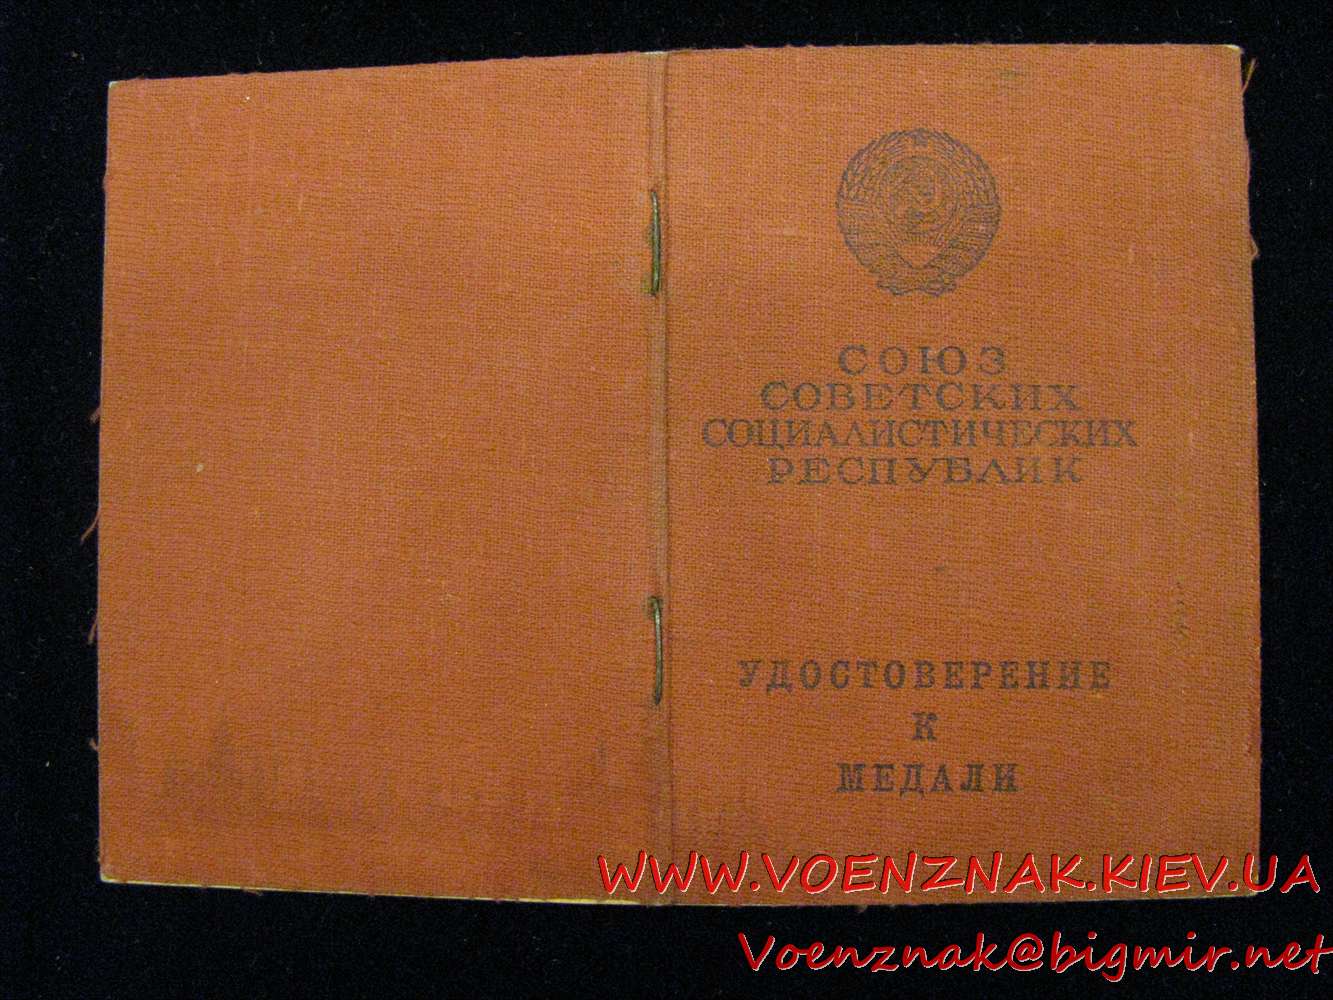 СОЮЗ
СОВЕТСКИХ
СОЦИАЛИСТИЧЕСКИХ
РЕСПУБЛИК
УДОСТОВЕРЕНИЕ
К
МЕДАЛИ
WWW.VOENZNAK.KIEV.UA
Voenznak@bigmir.net